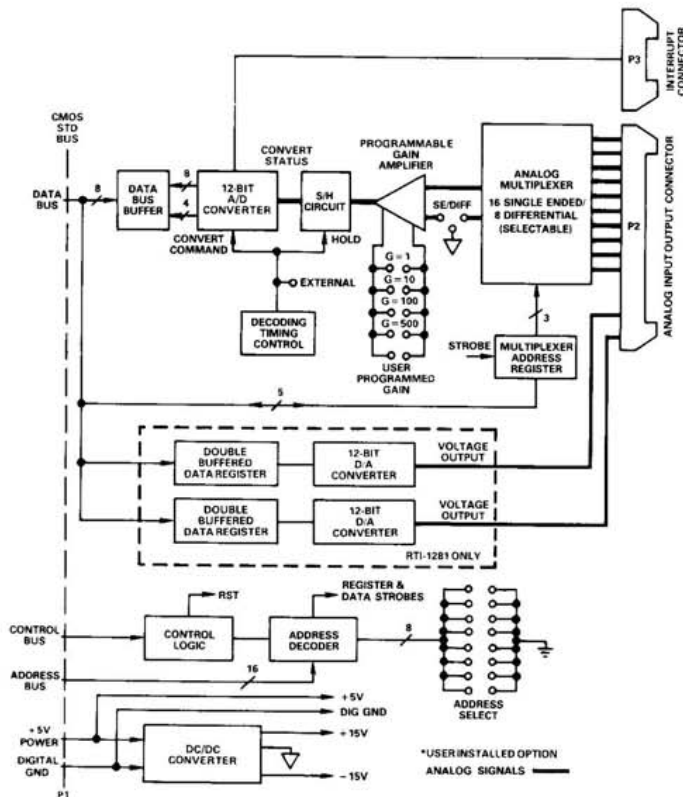 P3
INTERRUPT
CONNECTOR
CMOS
STD
BUS
DATA
BUS
8
DATA
BUS
BUFFER
8
4
CONVERT
STATUS
12-BIT
A/D
CONVERTER
CONVERT
COMMAND
S/H
CIRCUIT
HOLD
EXTERNAL
DECODING
TIMING
CONTROL
PROGRAMMABLE
GAIN
AMPLIFIER
SE/DIFF
G = 1
G = 10
G = 100
G = 500
USER
PROGRAMMED
GAIN
ANALOG
MULTIPLEXER
16 SINGLE ENDED/
8 DIFFERENTIAL
(SELECTABLE)
P2
ANALOG INPUT OUTPUT CONNECTOR
3
STROBE
MULTIPLEXER
ADDRESS
REGISTER
5
DOUBLE
BUFFERED
DATA REGISTER
12-BIT
D/A
CONVERTER
VOLTAGE
OUTPUT
DOUBLE
BUFFERED
DATA REGISTER
12-BIT
D/A
CONVERTER
VOLTAGE
OUTPUT
RTI-1281 ONLY
RST
REGISTER &
DATA STROBES
CONTROL
BUS
CONTROL
LOGIC
ADDRESS
DECODER
8
ADDRESS
BUS
16
ADDRESS
SELECT
+5V
DIG GND
+5V
POWER
DIGITAL
GND
DC/DC
CONVERTER
+15V
-15V
*USER INSTALLED OPTION
ANALOG SIGNALS
P1